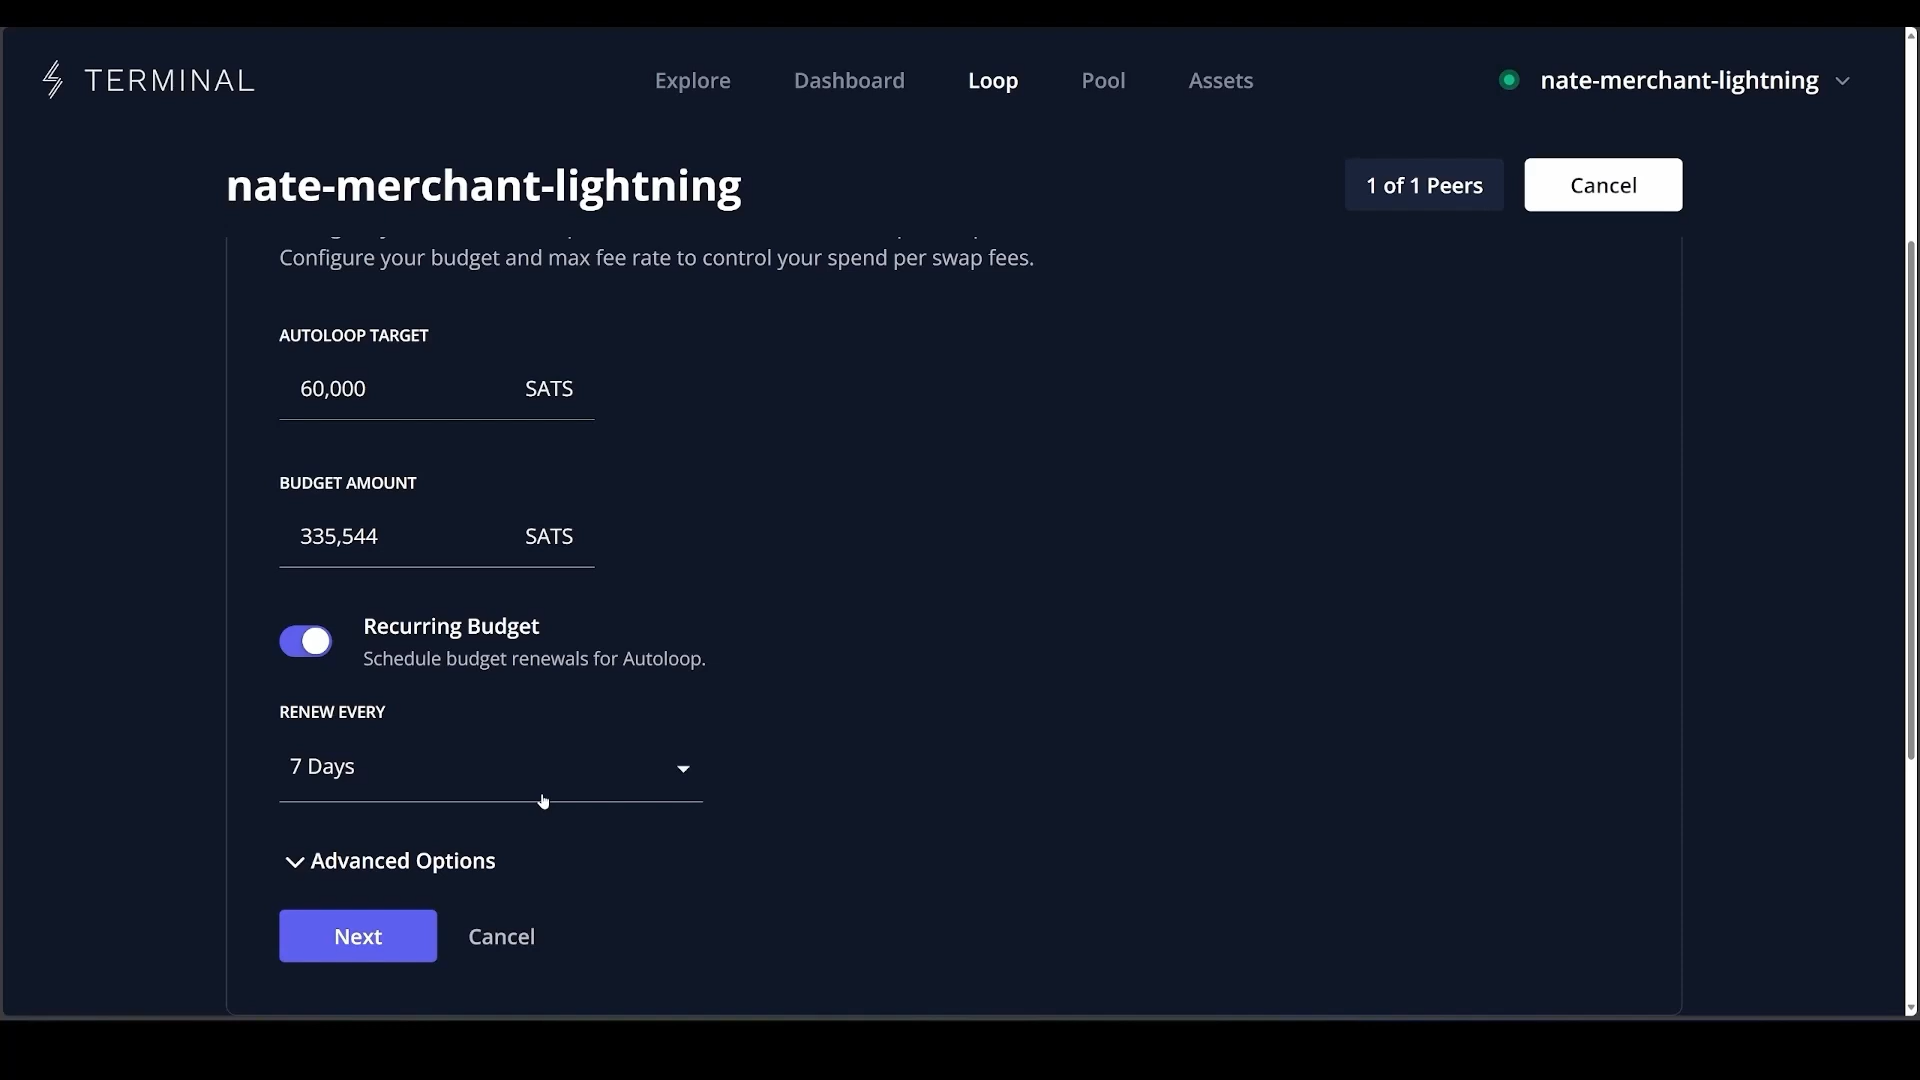 TERMINAL
Explore
Dashboard
Loop
Pool
Assets
nate-merchant-lightning
nate-merchant-lightning
1 of 1 Peers
Cancel
Configure your budget and max fee rate to control your spend per swap fees.
AUTOLOOP TARGET
60,000 SATS
BUDGET AMOUNT
335,544 SATS
Recurring Budget
Schedule budget renewals for Autoloop.
RENEW EVERY
7 Days
Advanced Options
Next
Cancel